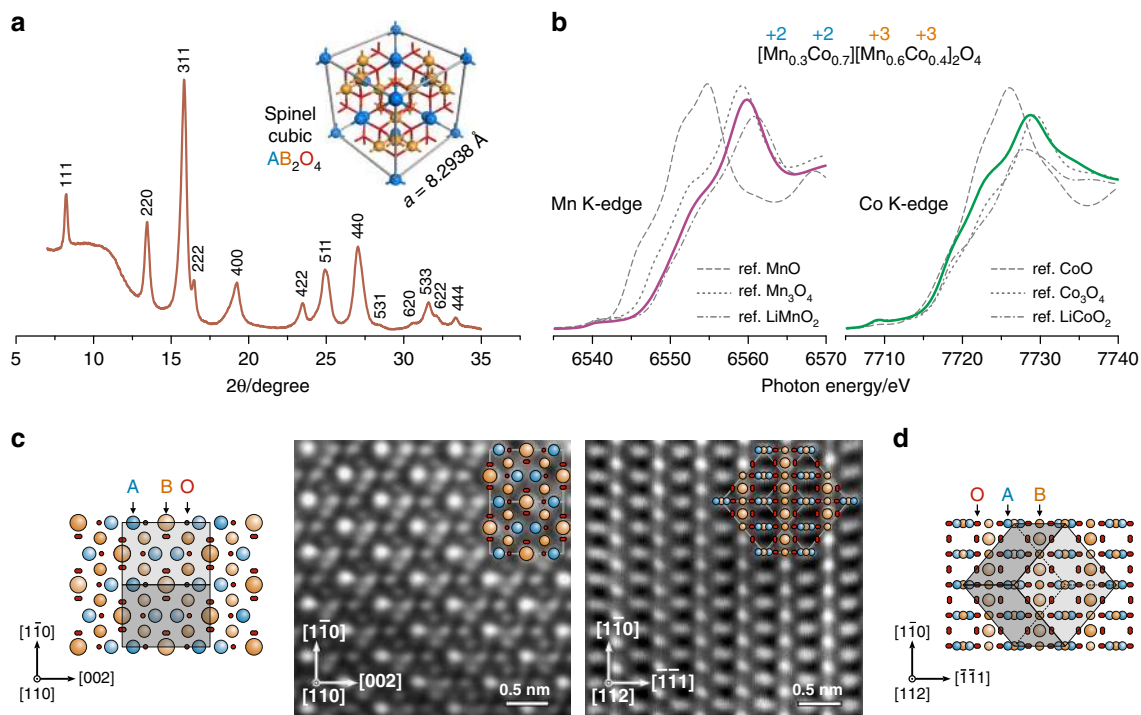 a
111
220
311
222
400
422
511
440
531
620
533
622
444
Spinel
cubic
AB₂O₄
a = 8.2938 Å
5 10 15 20 25 30 35
2θ/degree
b
+2 +2 +3 +3
[Mn₀.₃Co₀.₇][Mn₀.₆Co₀.₄]₂O₄
Mn K-edge
ref. MnO
ref. Mn₃O₄
ref. LiMnO₂
6540 6550 6560 6570
Co K-edge
ref. CoO
ref. Co₃O₄
ref. LiCoO₂
7710 7720 7730 7740
Photon energy/eV
c
A B O
[11̄0]
[110]
[002]
[11̄0]
[110]
[002]
0.5 nm
[11̄0]
[112]
[1̄1̄1]
0.5 nm
d
O A B
[11̄0]
[112]
[1̄1̄1]